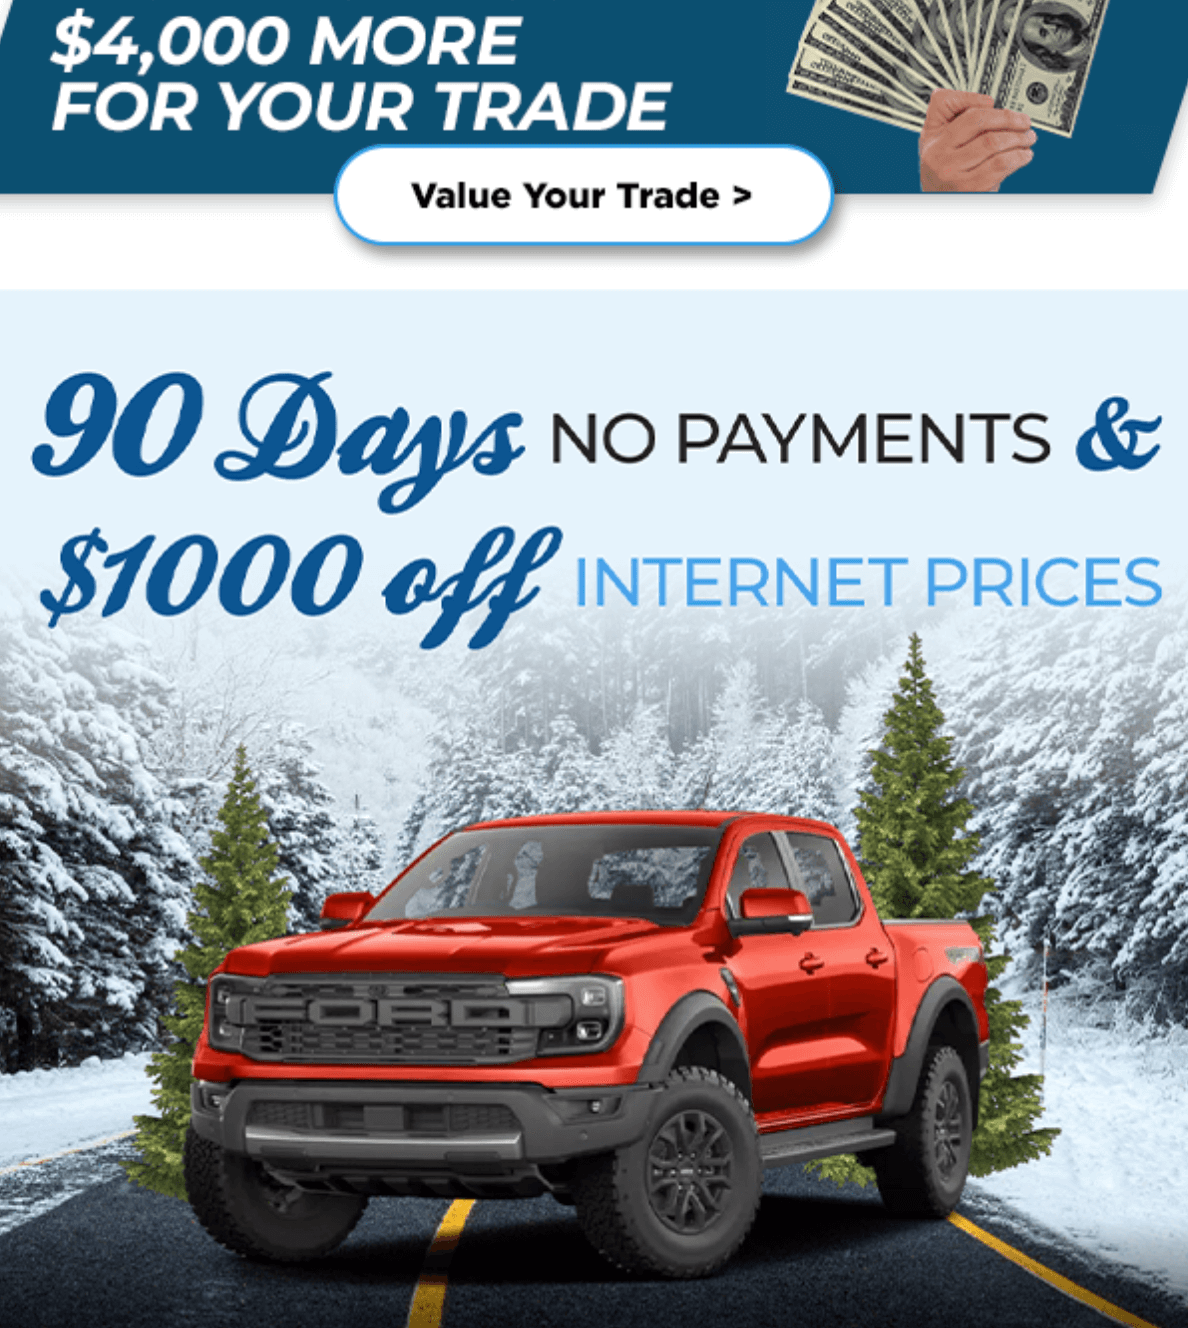 $4,000 MORE
FOR YOUR TRADE
Value Your Trade >
90 Days NO PAYMENTS &
$1000 off INTERNET PRICES
FORD